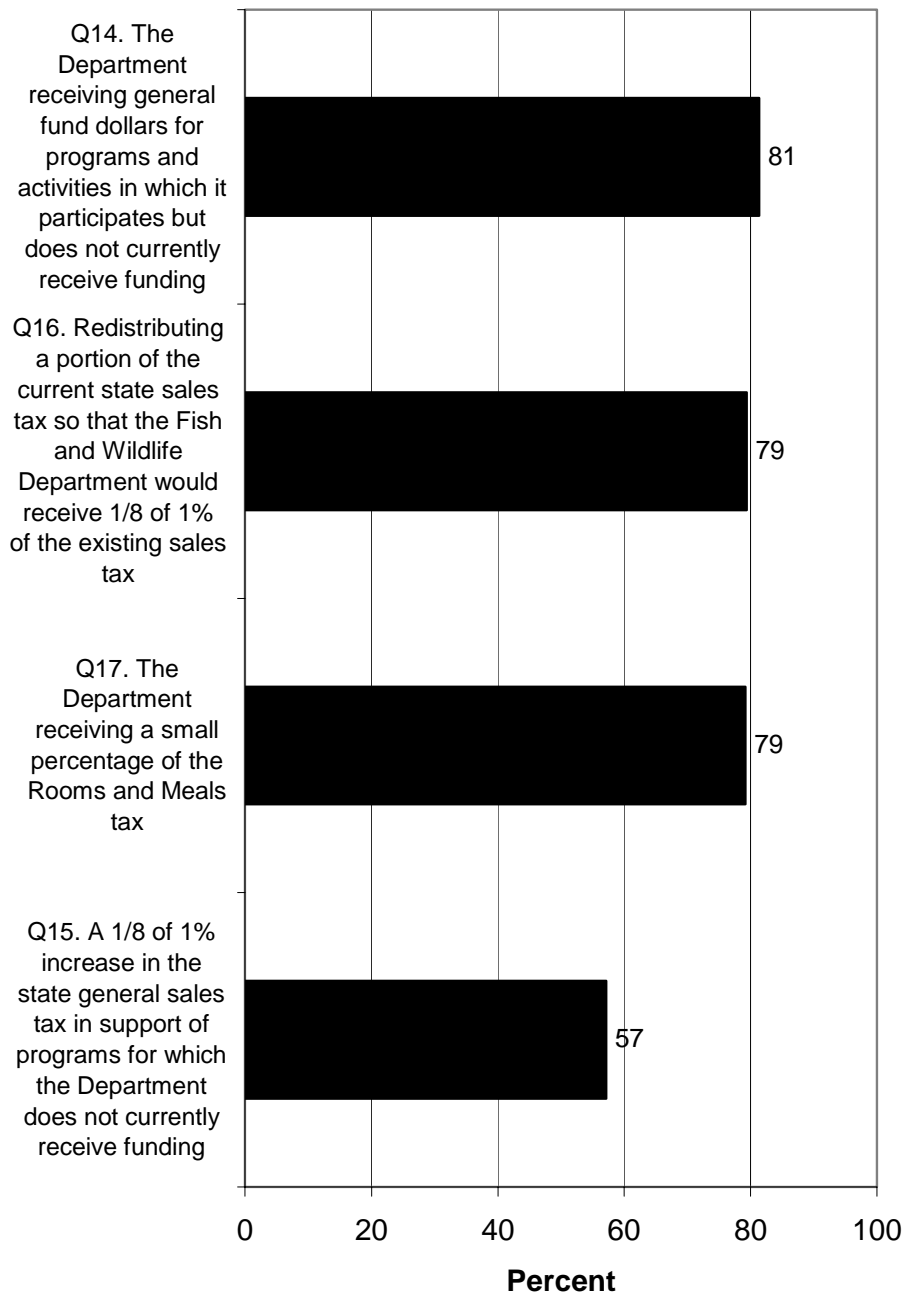 Q14. The
Department
receiving general
fund dollars for
programs and
activities in which it
participates but
does not currently
receive funding
81
Q16. Redistributing
a portion of the
current state sales
tax so that the Fish
and Wildlife
Department would
receive 1/8 of 1%
of the existing sales
tax
79
Q17. The
Department
receiving a small
percentage of the
Rooms and Meals
tax
79
Q15. A 1/8 of 1%
increase in the
state general sales
tax in support of
programs for which
the Department
does not currently
receive funding
57
0 20 40 60 80 100
Percent